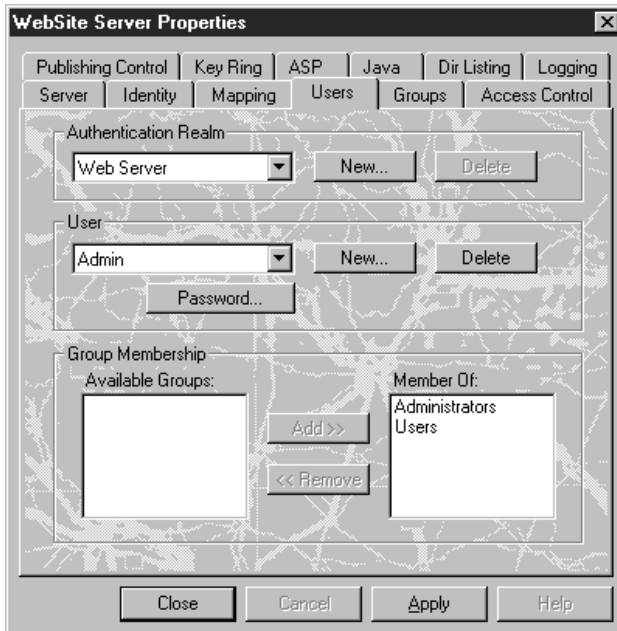 WebSite Server Properties
Publishing Control Key Ring ASP Java Dir Listing Logging
Server Identity Mapping Users Groups Access Control
Authentication Realm
Web Server New... Delete
User
Admin New... Delete
Password...
Group Membership
Available Groups: Member Of:
Administrators
Users
Add >>
<< Remove
Close Cancel Apply Help